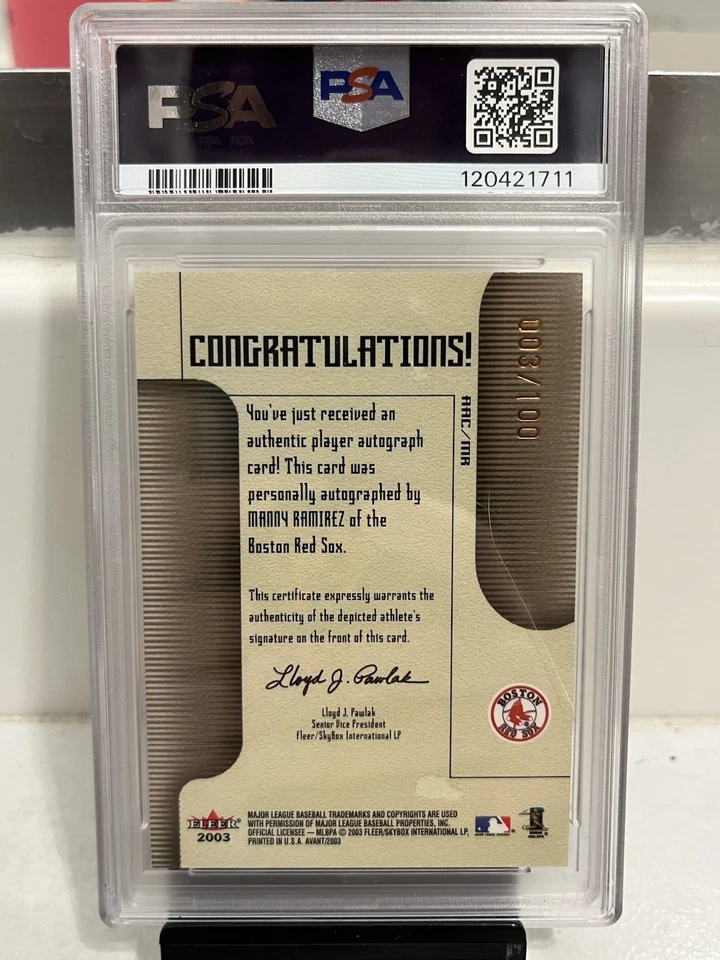 PSA
PSA
PSA PSA
120421711
CONGRATULATIONS!
003/100
AAC/MR
You've just received an
authentic player autograph
card! This card was
personally autographed by
MANNY RAMIREZ of the
Boston Red Sox.
This certificate expressly warrants the
authenticity of the depicted athlete's
signature on the front of this card.
Lloyd J. Pawlak
Lloyd J. Pawlak
Senior Vice President
Fleer/SkyBox International LP
BOSTON
RED SOX
FLEER
2003
MAJOR LEAGUE BASEBALL TRADEMARKS AND COPYRIGHTS ARE USED
WITH PERMISSION OF MAJOR LEAGUE BASEBALL PROPERTIES, INC.
OFFICIAL LICENSEE — MLBPA © 2003 FLEER/SKYBOX INTERNATIONAL LP,
PRINTED IN U.S.A. AVANT/2003